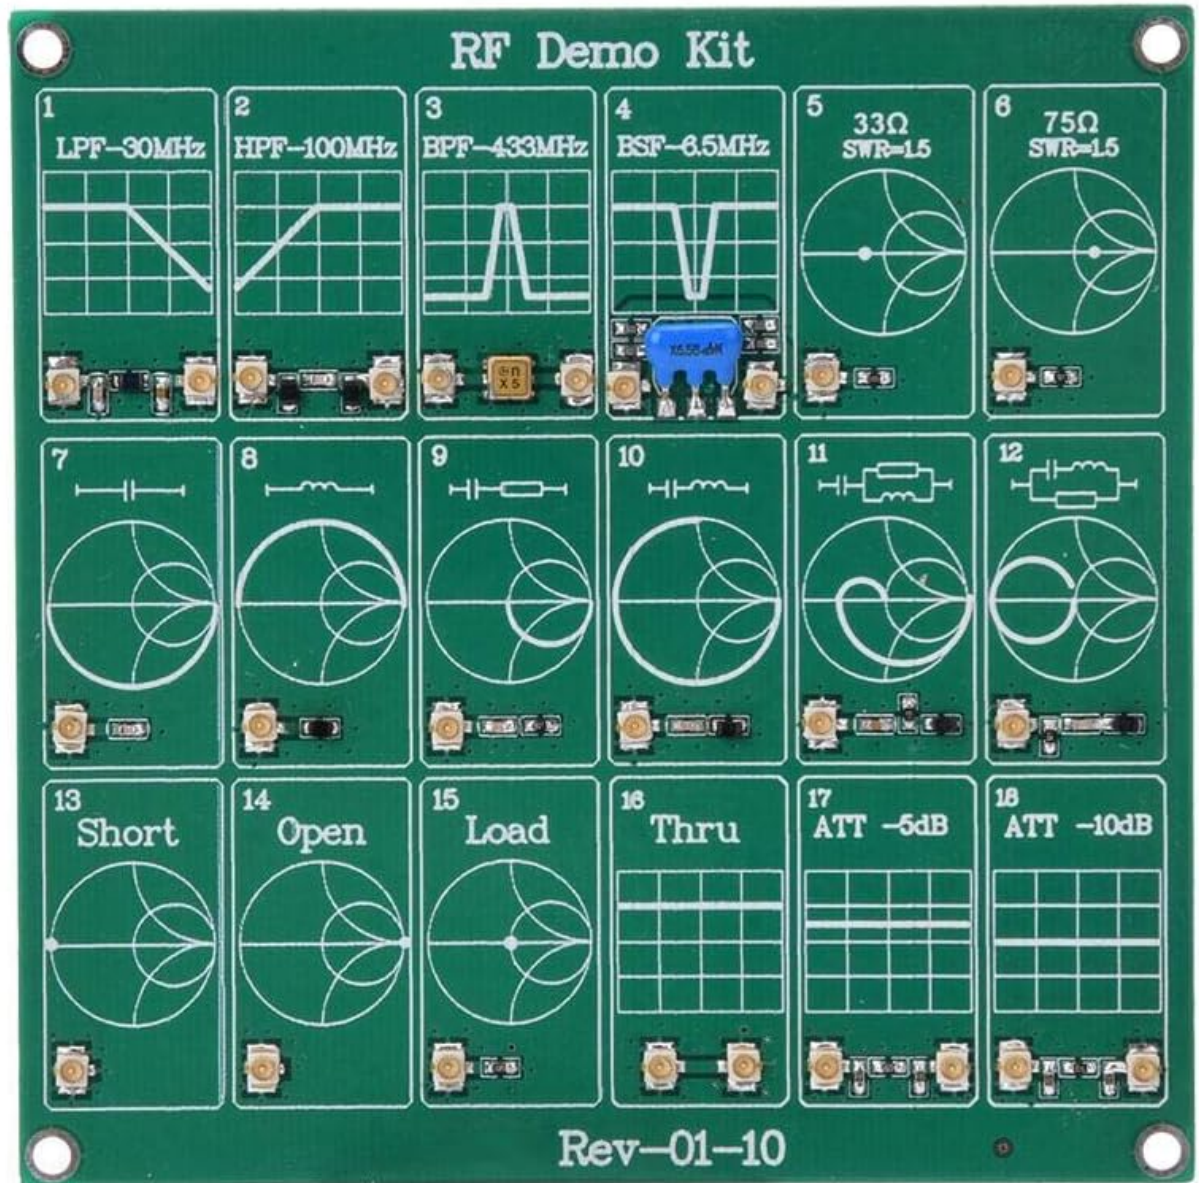 RF Demo Kit
1
LPF-30MHz
2
HPF-100MHz
3
BPF-433MHz
4
BSF-6.5MHz
5
33Ω
SWR=1.5
6
75Ω
SWR=1.5
n
X 5
7
8
9
10
11
12
13
Short
14
Open
15
Load
16
Thru
17
ATT -5dB
18
ATT -10dB
Rev-01-10